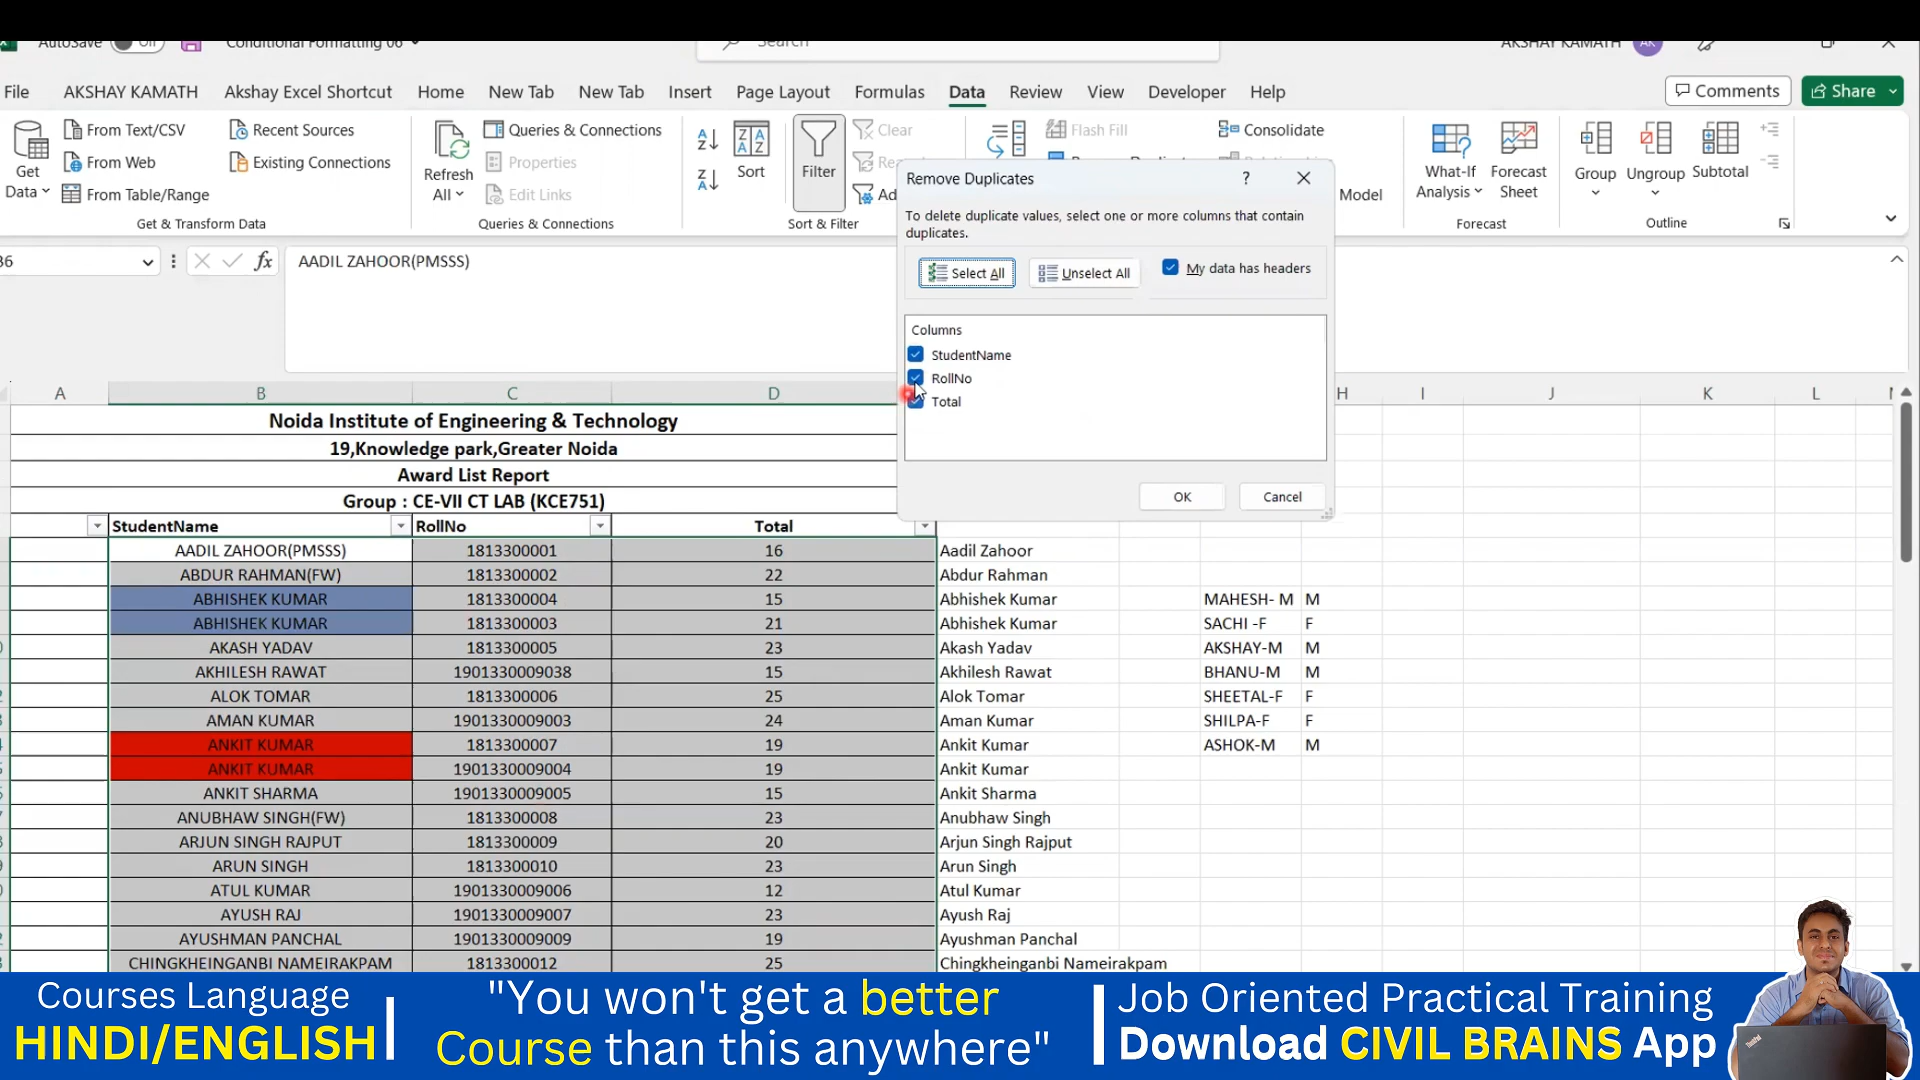 AutoSave Off Conditional Formatting 06 Search AKSHAY KAMATH AK
File AKSHAY KAMATH Akshay Excel Shortcut Home New Tab New Tab Insert Page Layout Formulas Data Review View Developer Help Comments Share
Get Data From Text/CSV Recent Sources Refresh All Queries & Connections Sort Filter Clear Flash Fill Consolidate What-If Analysis Forecast Sheet Group Ungroup Subtotal
From Web Existing Connections Properties
From Table/Range Edit Links Model
Get & Transform Data Queries & Connections Sort & Filter Forecast Outline
Remove Duplicates ?
To delete duplicate values, select one or more columns that contain
duplicates.
Select All Unselect All My data has headers
Columns
StudentName
RollNo
Total
OK Cancel
fx AADIL ZAHOOR(PMSSS)
A B C D H I J K L
Noida Institute of Engineering & Technology
19,Knowledge park,Greater Noida
Award List Report
Group : CE-VII CT LAB (KCE751)
StudentName RollNo Total
AADIL ZAHOOR(PMSSS) 1813300001 16 Aadil Zahoor
ABDUR RAHMAN(FW) 1813300002 22 Abdur Rahman
ABHISHEK KUMAR 1813300004 15 Abhishek Kumar MAHESH- M M
ABHISHEK KUMAR 1813300003 21 Abhishek Kumar SACHI -F F
AKASH YADAV 1813300005 23 Akash Yadav AKSHAY-M M
AKHILESH RAWAT 1901330009038 15 Akhilesh Rawat BHANU-M M
ALOK TOMAR 1813300006 25 Alok Tomar SHEETAL-F F
AMAN KUMAR 1901330009003 24 Aman Kumar SHILPA-F F
ANKIT KUMAR 1813300007 19 Ankit Kumar ASHOK-M M
ANKIT KUMAR 1901330009004 19 Ankit Kumar
ANKIT SHARMA 1901330009005 15 Ankit Sharma
ANUBHAW SINGH(FW) 1813300008 23 Anubhaw Singh
ARJUN SINGH RAJPUT 1813300009 20 Arjun Singh Rajput
ARUN SINGH 1813300010 23 Arun Singh
ATUL KUMAR 1901330009006 12 Atul Kumar
AYUSH RAJ 1901330009007 23 Ayush Raj
AYUSHMAN PANCHAL 1901330009009 19 Ayushman Panchal
CHINGKHEINGANBI NAMEIRAKPAM 1813300012 25 Chingkheinganbi Nameirakpam
Courses Language
HINDI/ENGLISH
"You won't get a better
Course than this anywhere"
Job Oriented Practical Training
Download CIVIL BRAINS App